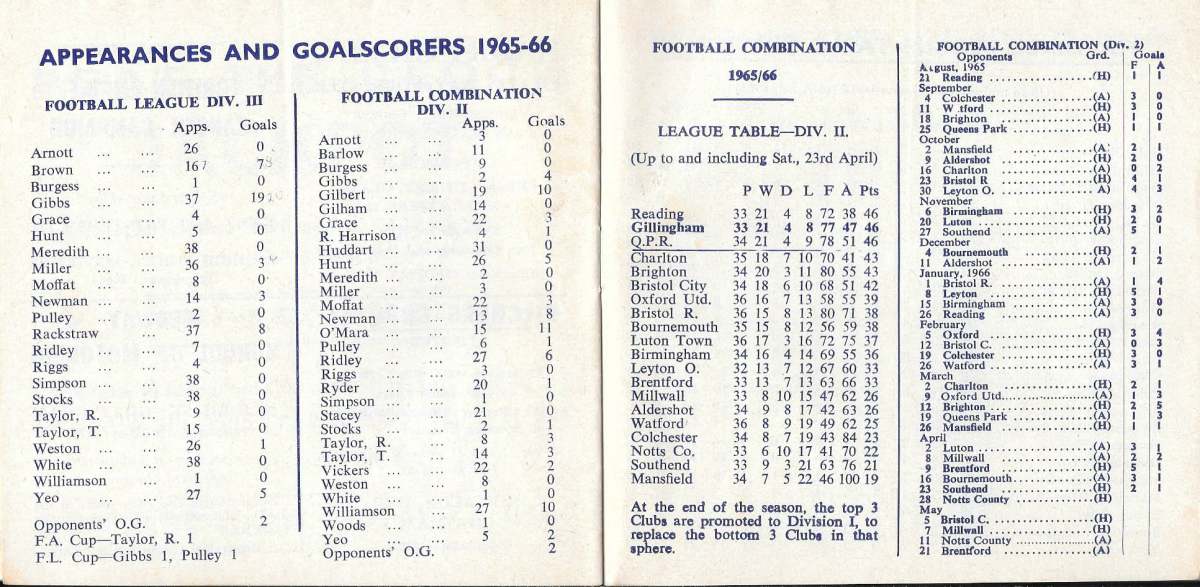 APPEARANCES AND GOALSCORERS 1965-66
FOOTBALL LEAGUE DIV. III
Apps. Goals
Arnott ... ... 26 0
Brown ... ... 16 7
Burgess ... ... 1 0
Gibbs ... ... 37 19
Grace ... ... 4 0
Hunt ... ... 5 0
Meredith ... 38 0
Miller ... ... 36 3
Moffat ... ... 8 0
Newman ... ... 14 3
Pulley ... ... 2 0
Rackstraw ... 37 8
Ridley ... ... 0
Riggs ... ... 4 0
Simpson ... ... 38 0
Stocks ... ... 38 0
Taylor, R. ... 0
Taylor, T. ... 15 0
Weston ... ... 26 1
White ... ... 38 0
Williamson ... 1 0
Yeo ... ... 27 5
Opponents' O.G. 2
F.A. Cup—Taylor, R. 1
F.L. Cup—Gibbs 1, Pulley 1
FOOTBALL COMBINATION
DIV. II
Apps. Goals
Arnott ... ... 3 0
Barlow ... ... 11 0
Burgess ... ... 9 0
Gibbs ... ... 2 4
Gilbert ... ... 19 10
Gilham ... ... 14 0
Grace ... ... 22 3
R. Harrison ... 4 1
Huddart ... ... 31 0
Hunt ... ... 26 5
Meredith ... ... 2 0
Miller ... ... 3 0
Moffat ... ... 22 3
Newman ... ... 13 1
O'Mara ... ... 15 11
Pulley ... ... 6 1
Ridley ... ... 27 6
Riggs ... ... 3 0
Ryder ... ... 20 1
Simpson ... ... 1 0
Stacey ... ... 21 0
Stocks ... ... 2 1
Taylor, R. ... 8 3
Taylor, T. ... 14 3
Vickers ... ... 22 2
Weston ... ... 8 0
White ... ... 1 0
Williamson ... 27 10
Woods ... ... 1 0
Yeo ... ... 5 2
Opponents' O.G. 2
FOOTBALL COMBINATION
1965/66
LEAGUE TABLE—DIV. II.
(Up to and including Sat., 23rd April)
P W D L F A Pts
Reading 33 21 4 8 72 38 46
Gillingham 33 21 4 8 77 47 46
Q.P.R. 34 21 4 9 78 51 46
Charlton 35 18 7 10 70 41 43
Brighton 34 20 3 11 80 55 43
Bristol City 34 18 6 10 68 51 42
Oxford Utd. 36 16 7 13 58 55 39
Bristol R. 36 15 8 13 80 71 38
Bournemouth 35 15 8 12 56 59 38
Luton Town 36 17 3 16 72 75 37
Birmingham 34 16 4 14 69 55 36
Leyton O. 32 13 7 12 67 60 33
Brentford 33 13 7 13 63 66 33
Millwall 33 8 10 15 47 62 26
Aldershot 34 9 8 17 42 63 26
Watford 36 8 9 19 49 62 25
Colchester 34 8 7 19 43 84 23
Notts Co. 33 6 10 17 41 70 22
Southend 33 9 3 21 63 76 21
Mansfield 34 7 5 22 46 100 19
At the end of the season, the top 3
Clubs are promoted to Division I, to
replace the bottom 3 Clubs in that
sphere.
FOOTBALL COMBINATION (Div. 2)
Opponents Grd. Goals
August, 1965 F A
21 Reading (H) 1 1
September
4 Colchester (A) 3 0
11 W tford (H) 3 0
18 Brighton (A) 1 0
25 Queens Park (H) 1 1
October
2 Mansfield (A 2 1
9 Aldershot (H) 2 0
16 Charlton (A) 0 2
23 Bristol R (H) 4 1
30 Leyton O. A) 4 3
November
6 Birmingham (H) 3 2
20 Luton (H) 2 0
27 Southend (A) 5 1
December
4 Bournemouth (H) 2 1
11 Aldershot (A) 1 2
January, 1966
1 Bristol R. (A) 1 4
8 Leyton (H) 5 1
15 Birmingham (A) 3 0
26 Reading (A) 3 0
February
5 Oxford (H) 3 4
12 Bristol C. (A) 0 3
19 Colchester (H) 3 0
26 Watford (A) 3 1
March
2 Charlton (H) 2 1
9 Oxford Utd. (A) 1 3
12 Brighton (H) 2 5
19 Queens Park (A) 1 3
26 Mansfield (H) 1 1
April
2 Luton (A) 3 1
8 Millwall (A) 2 2
9 Brentford (H) 5 1
16 Bournemouth (A) 3 1
23 Southend (H) 2 1
28 Notts County (H)
May
5 Bristol C. (H)
7 Millwall (H)
11 Notts County (A)
21 Brentford (A)